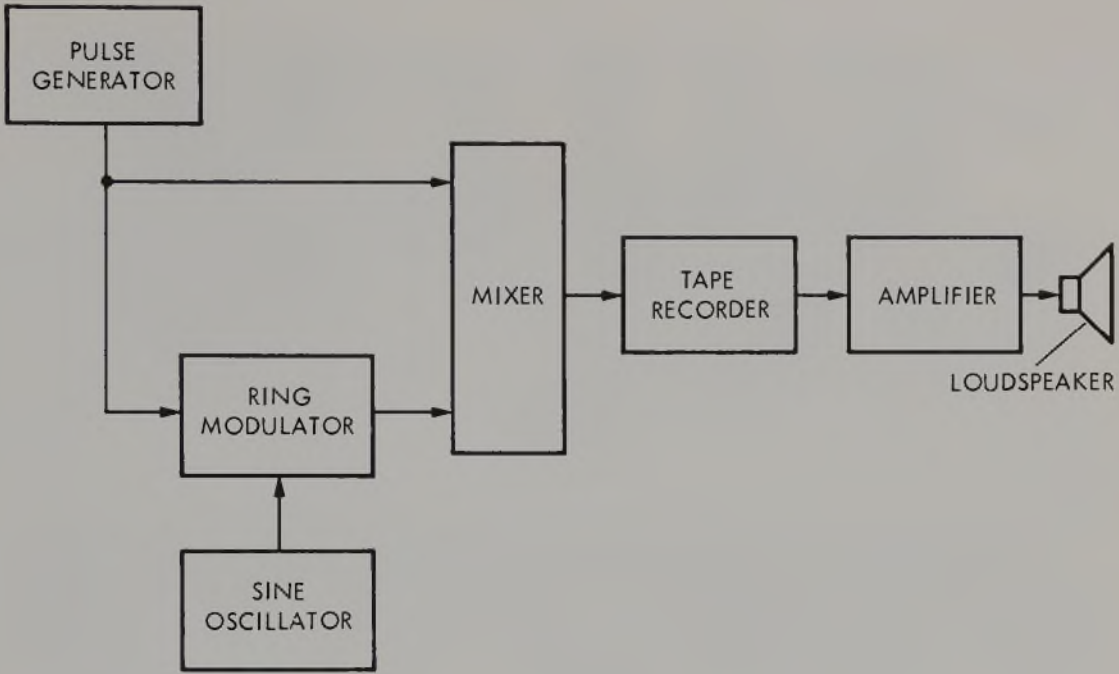 PULSE
GENERATOR
MIXER
TAPE
RECORDER
AMPLIFIER
LOUDSPEAKER
RING
MODULATOR
SINE
OSCILLATOR